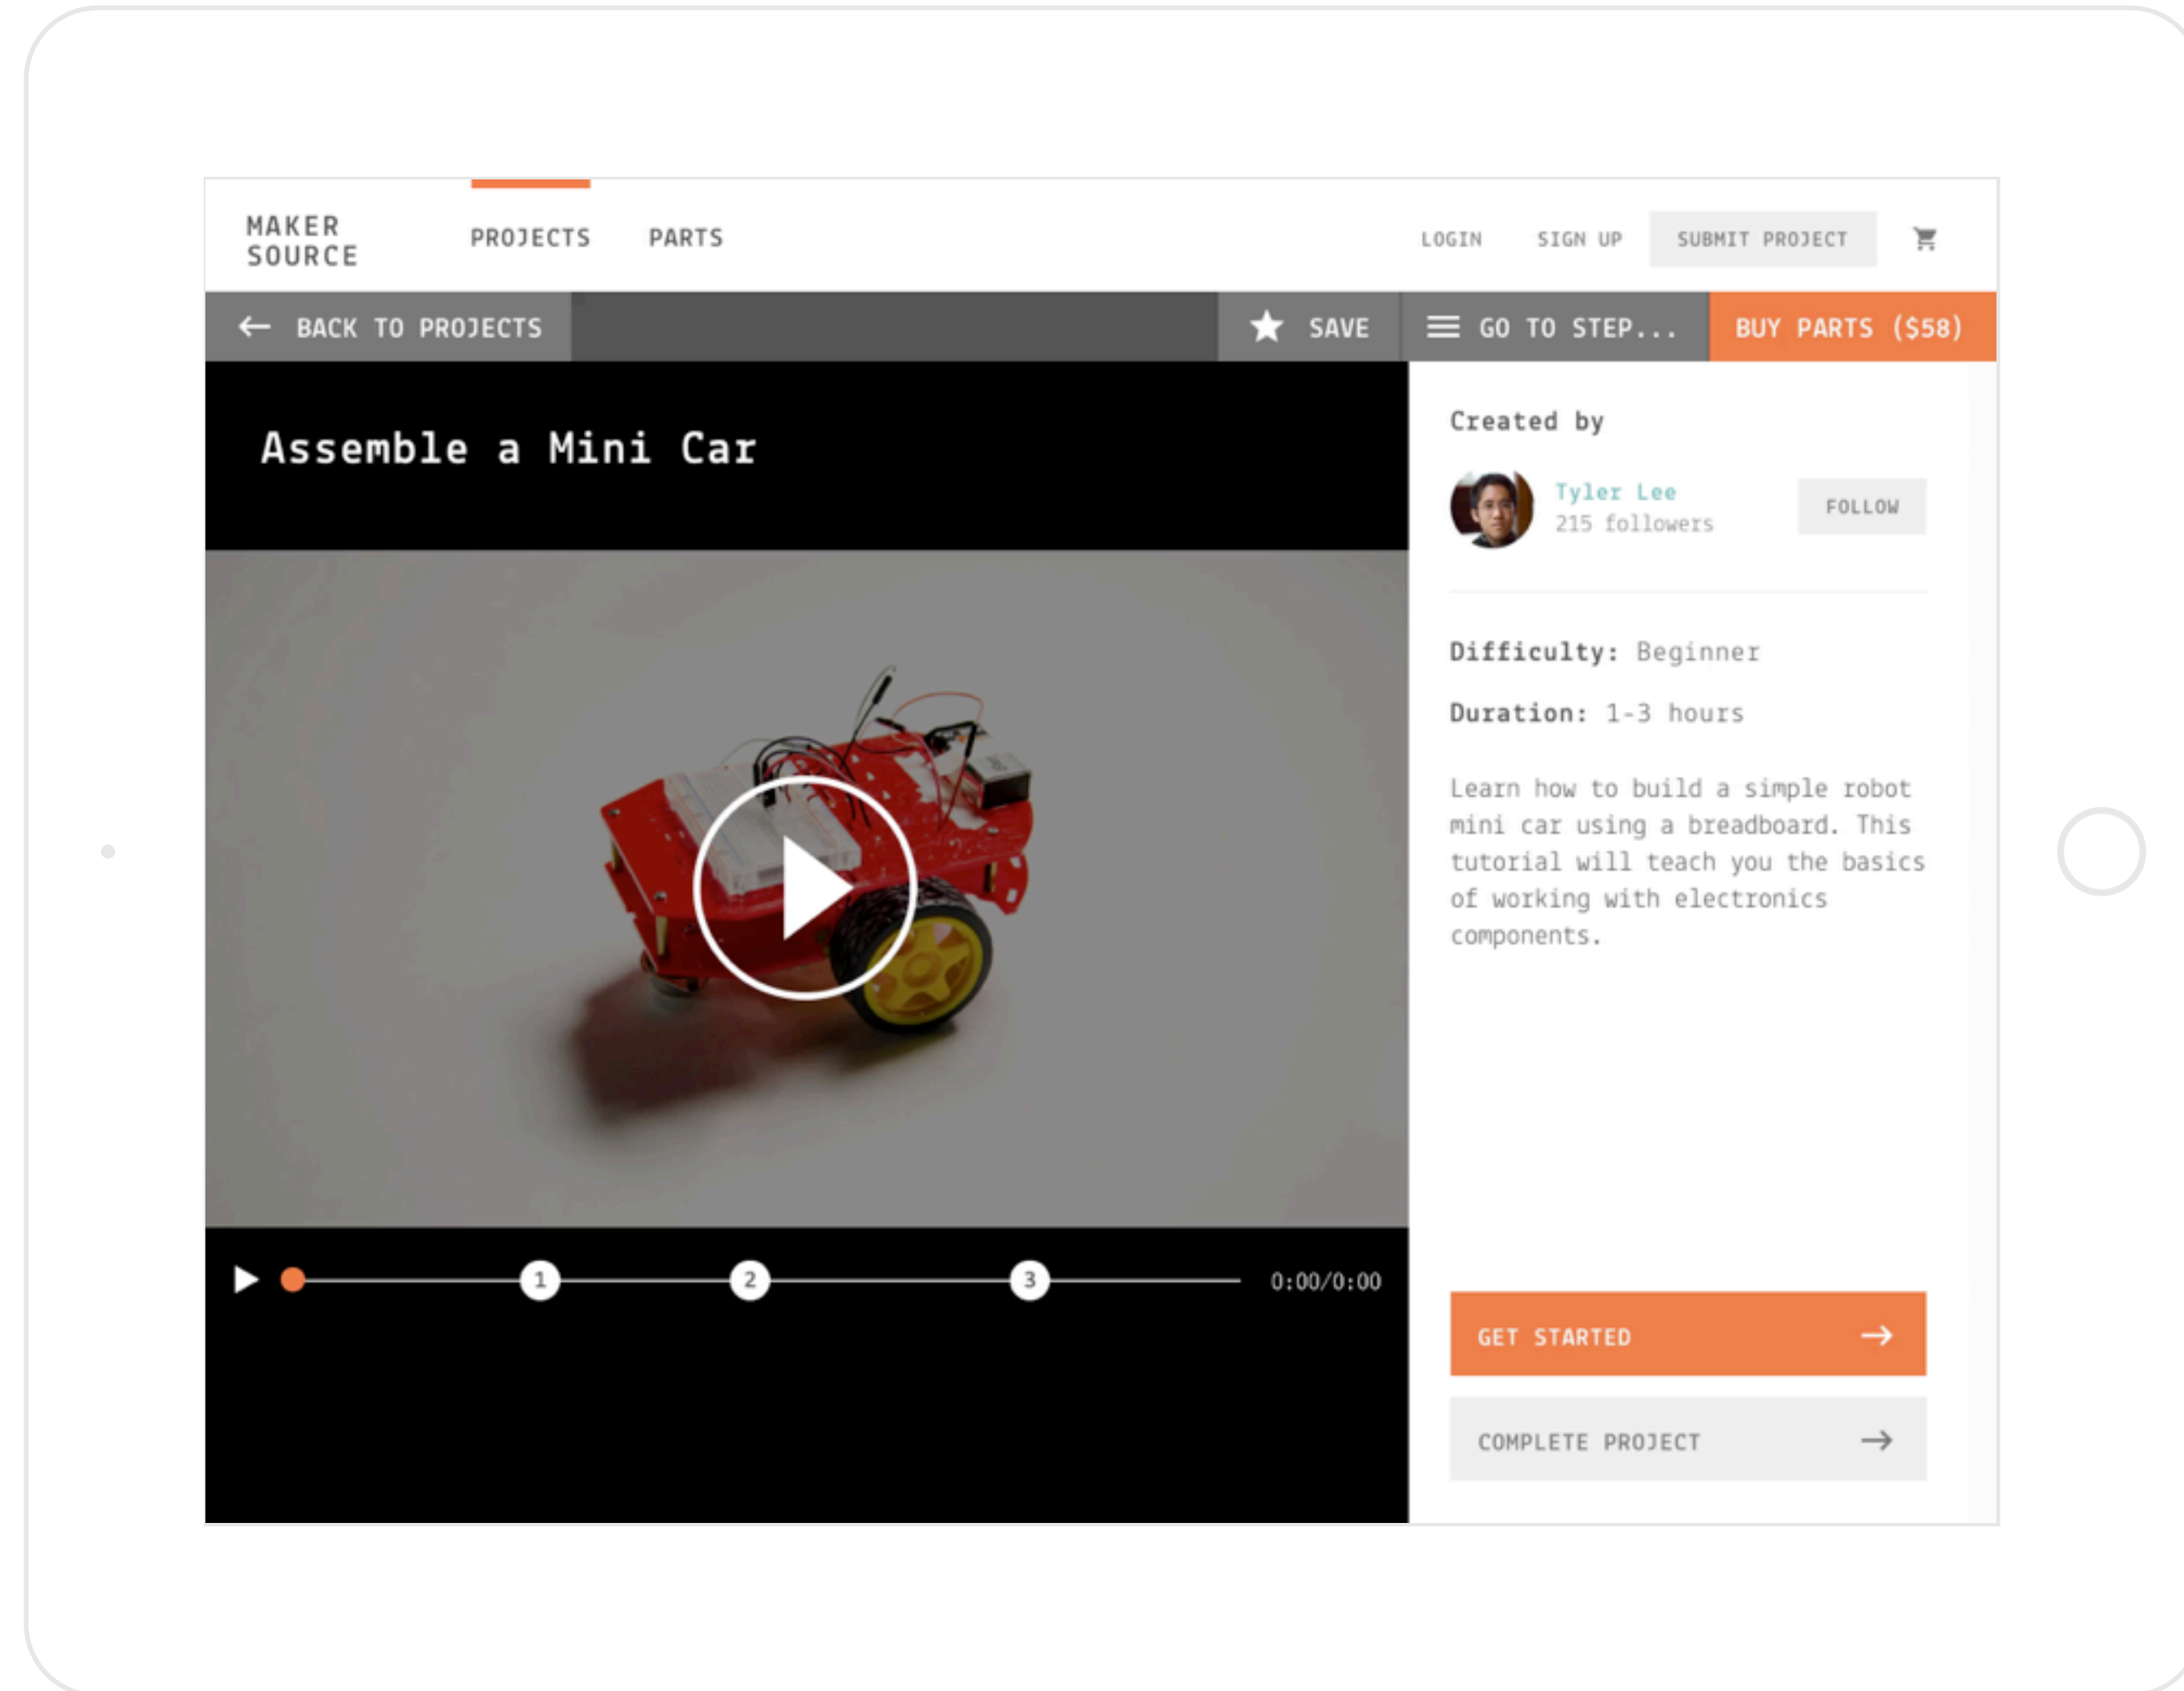 MAKER
SOURCE
PROJECTS
PARTS
LOGIN
SIGN UP
SUBMIT PROJECT
BACK TO PROJECTS
SAVE
GO TO STEP...
BUY PARTS ($58)
Assemble a Mini Car
1
2
3
0:00/0:00
Created by
Tyler Lee
215 followers
FOLLOW
Difficulty: Beginner
Duration: 1-3 hours
Learn how to build a simple robot
mini car using a breadboard. This
tutorial will teach you the basics
of working with electronics
components.
GET STARTED
COMPLETE PROJECT